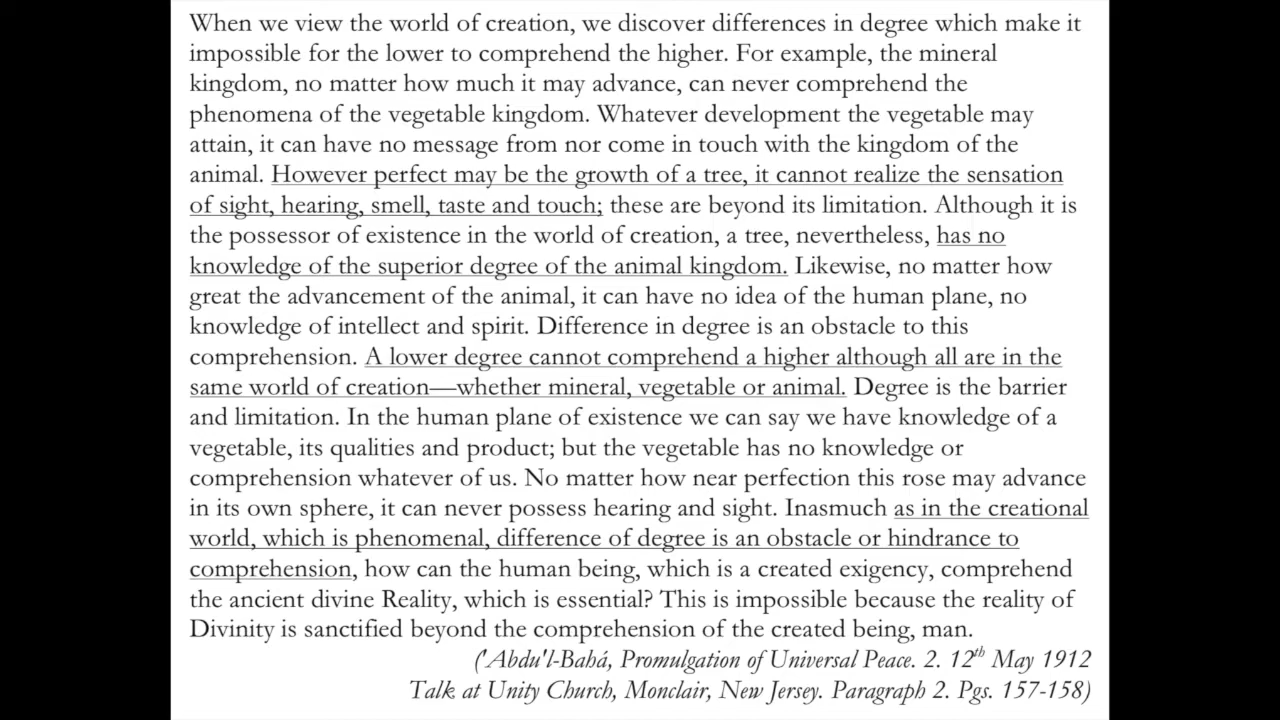 When we view the world of creation, we discover differences in degree which make it
impossible for the lower to comprehend the higher. For example, the mineral
kingdom, no matter how much it may advance, can never comprehend the
phenomena of the vegetable kingdom. Whatever development the vegetable may
attain, it can have no message from nor come in touch with the kingdom of the
animal. However perfect may be the growth of a tree, it cannot realize the sensation
of sight, hearing, smell, taste and touch; these are beyond its limitation. Although it is
the possessor of existence in the world of creation, a tree, nevertheless, has no
knowledge of the superior degree of the animal kingdom. Likewise, no matter how
great the advancement of the animal, it can have no idea of the human plane, no
knowledge of intellect and spirit. Difference in degree is an obstacle to this
comprehension. A lower degree cannot comprehend a higher although all are in the
same world of creation—whether mineral, vegetable or animal. Degree is the barrier
and limitation. In the human plane of existence we can say we have knowledge of a
vegetable, its qualities and product; but the vegetable has no knowledge or
comprehension whatever of us. No matter how near perfection this rose may advance
in its own sphere, it can never possess hearing and sight. Inasmuch as in the creational
world, which is phenomenal, difference of degree is an obstacle or hindrance to
comprehension, how can the human being, which is a created exigency, comprehend
the ancient divine Reality, which is essential? This is impossible because the reality of
Divinity is sanctified beyond the comprehension of the created being, man.
('Abdu'l-Bahá, Promulgation of Universal Peace. 2. 12th May 1912
Talk at Unity Church, Monclair, New Jersey. Paragraph 2. Pgs. 157-158)